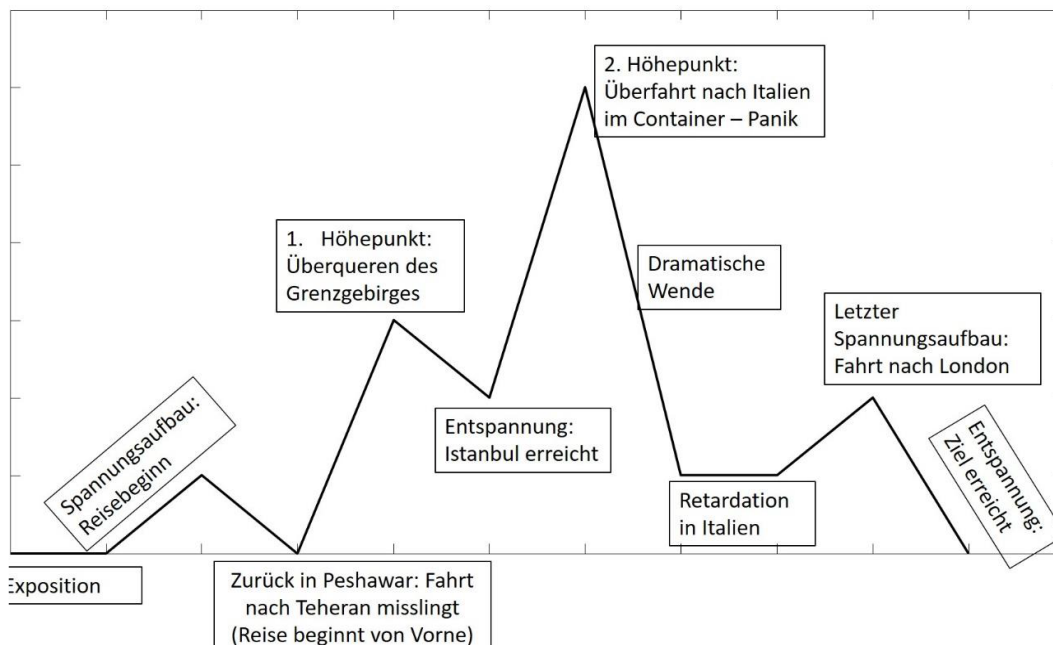 Exposition
Spannungsaufbau:
Reisebeginn
Zurück in Peshawar: Fahrt
nach Teheran misslingt
(Reise beginnt von Vorne)
1. Höhepunkt:
Überqueren des
Grenzgebirges
Entspannung:
Istanbul erreicht
2. Höhepunkt:
Überfahrt nach Italien
im Container – Panik
Dramatische
Wende
Retardation
in Italien
Letzter
Spannungsaufbau:
Fahrt nach London
Entspannung:
Ziel erreicht